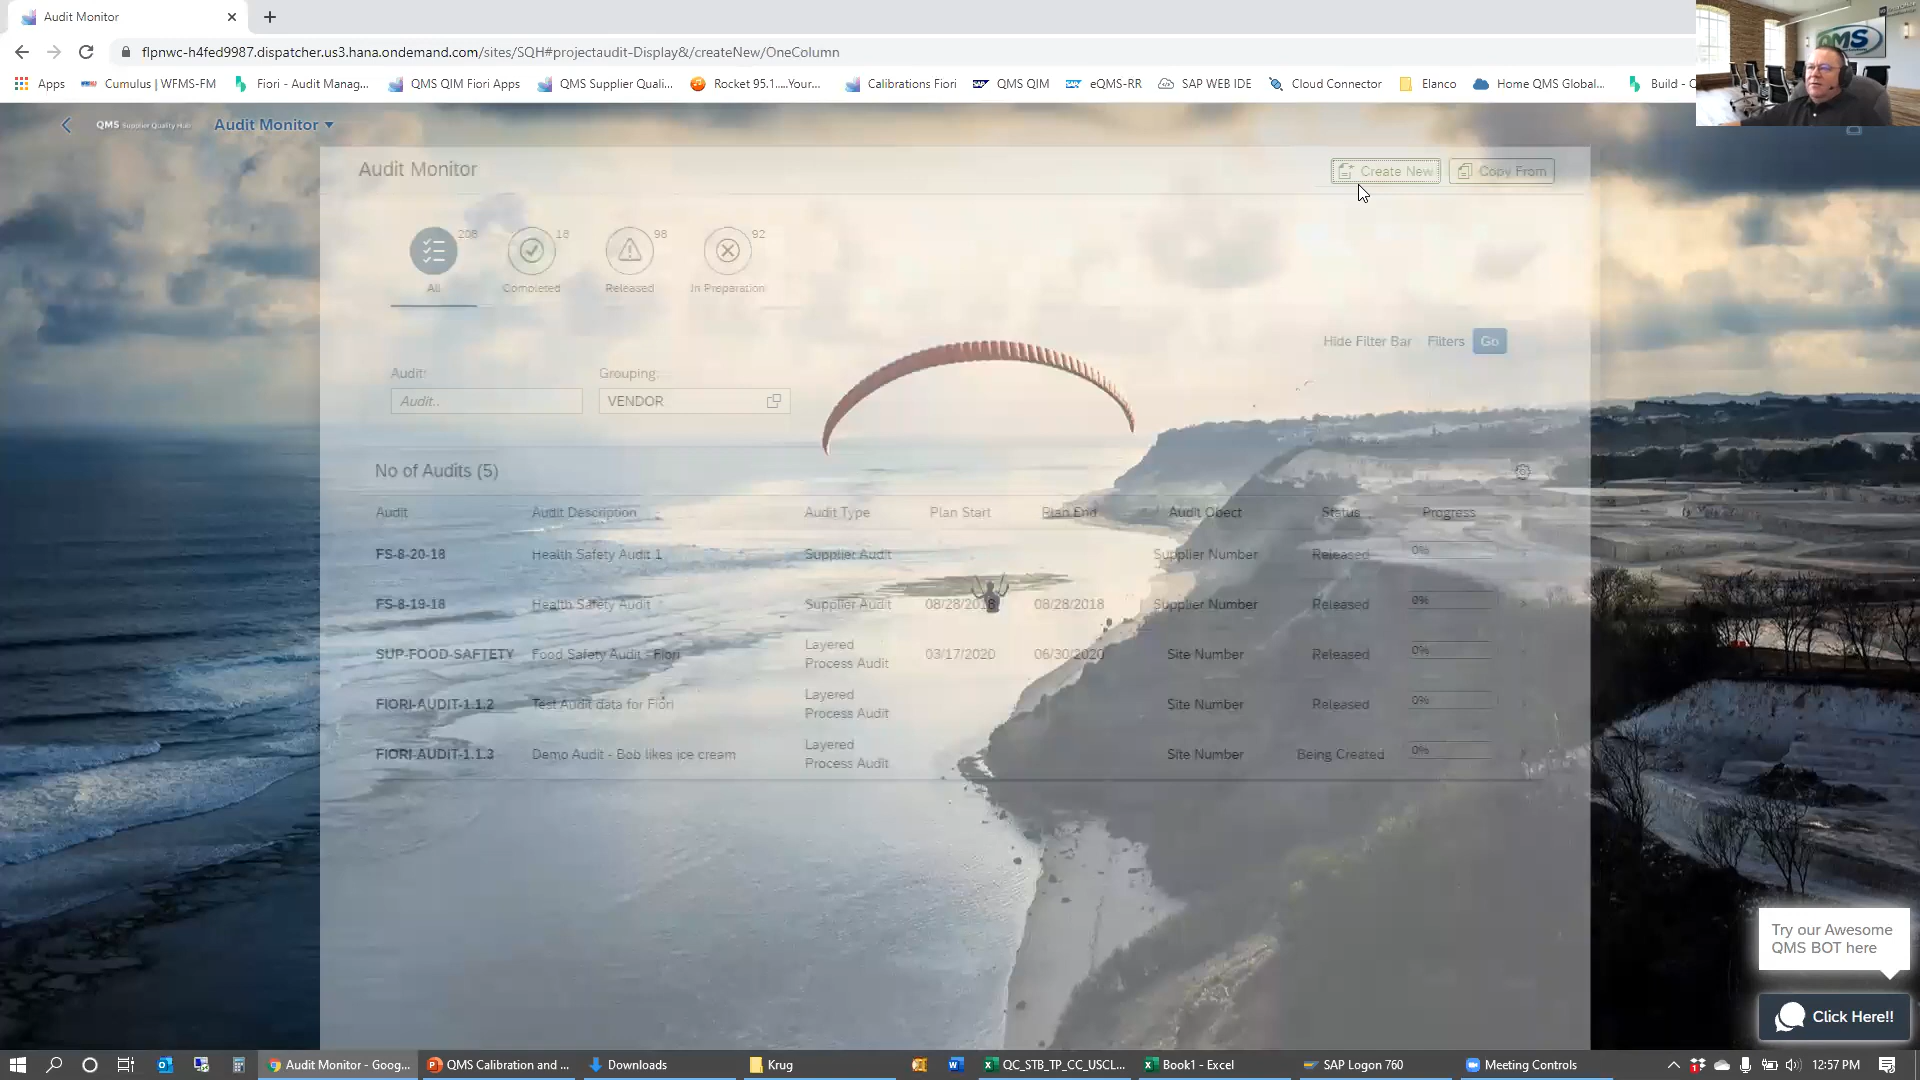 Audit Monitor
flpnwc-h4fed9987.dispatcher.us3.hana.ondemand.com/sites/SQH#projectaudit-Display&/createNew/OneColumn
Apps Cumulus | WFMS-FM Fiori - Audit Manag... QMS QIM Fiori Apps QMS Supplier Quali... Rocket 95.1.....Your... Calibrations Fiori QMS QIM eQMS-RR SAP WEB IDE Cloud Connector Elanco Home QMS Global... Build - C
QMS
QMS Supplier Quality Hub Audit Monitor
Audit Monitor Create New Copy From
208 18 98 92
All Completed Released In Preparation
Hide Filter Bar Filters Go
Audit: Grouping:
Audit.. VENDOR
No of Audits (5)
Audit Audit Description Audit Type Plan Start Plan End Audit Obect Status Progress
FS-8-20-18 Health Safety Audit 1 Supplier Audit Supplier Number Released 0%
FS-8-19-18 Health Safety Audit Supplier Audit 08/28/2018 08/28/2018 Supplier Number Released 0%
SUP-FOOD-SAFTETY Food Safety Audit - Fiori Layered Process Audit 03/17/2020 06/30/2020 Site Number Released 0%
FIORI-AUDIT-1.1.2 Test Audit data for Fiori Layered Process Audit Site Number Released 0%
FIORI-AUDIT-1.1.3 Demo Audit - Bob likes ice cream Layered Process Audit Site Number Being Created 0%
Try our Awesome
QMS BOT here
Click Here!!
Audit Monitor - Goog... QMS Calibration and ... Downloads Krug QC_STB_TP_CC_USCL... Book1 - Excel SAP Logon 760 Meeting Controls 12:57 PM